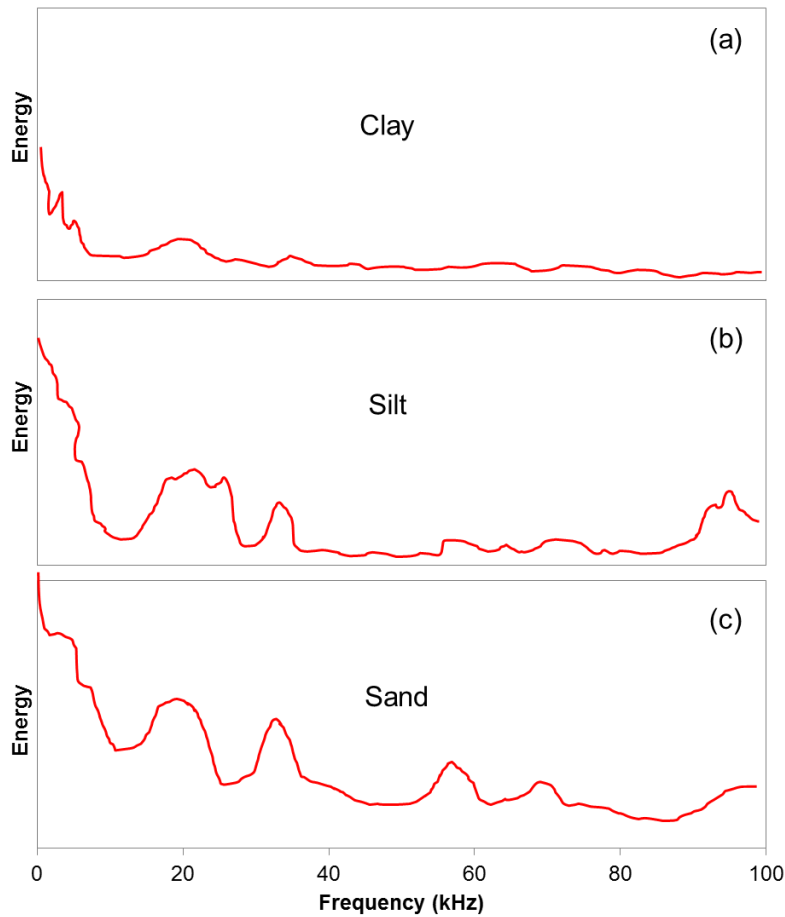 (a)
Clay
Energy
(b)
Silt
Energy
(c)
Sand
Energy
0 20 40 60 80 100
Frequency (kHz)